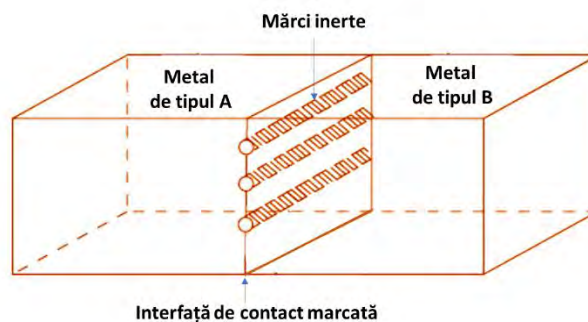 Mărci inerte
Metal
de tipul A
Metal
de tipul B
Interfață de contact marcată